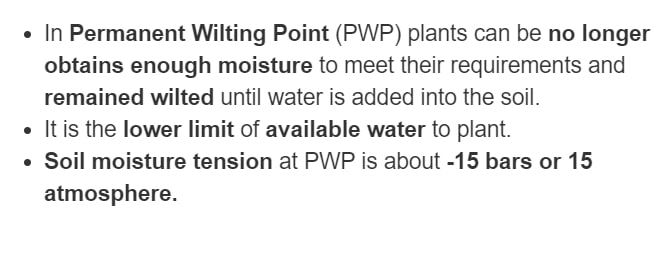 • In Permanent Wilting Point (PWP) plants can be no longer
obtains enough moisture to meet their requirements and
remained wilted until water is added into the soil.
• It is the lower limit of available water to plant.
• Soil moisture tension at PWP is about -15 bars or 15
atmosphere.